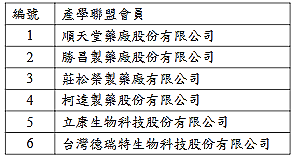 編號 產學聯盟會員
1 順天堂藥廠股份有限公司
2 勝昌製藥股份有限公司
3 莊松榮製藥廠有限公司
4 柯達製藥股份有限公司
5 立康生物科技股份有限公司
6 台灣德瑞特生物科技股份有限公司